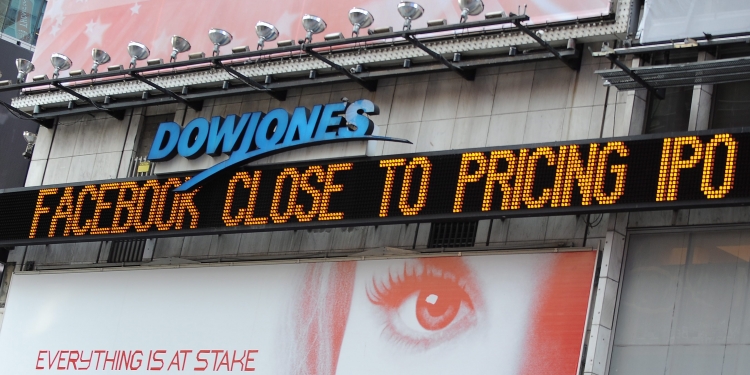 DOWJONES
FACEBOOK CLOSE TO PRICING IPO
EVERYTHING IS AT STAKE